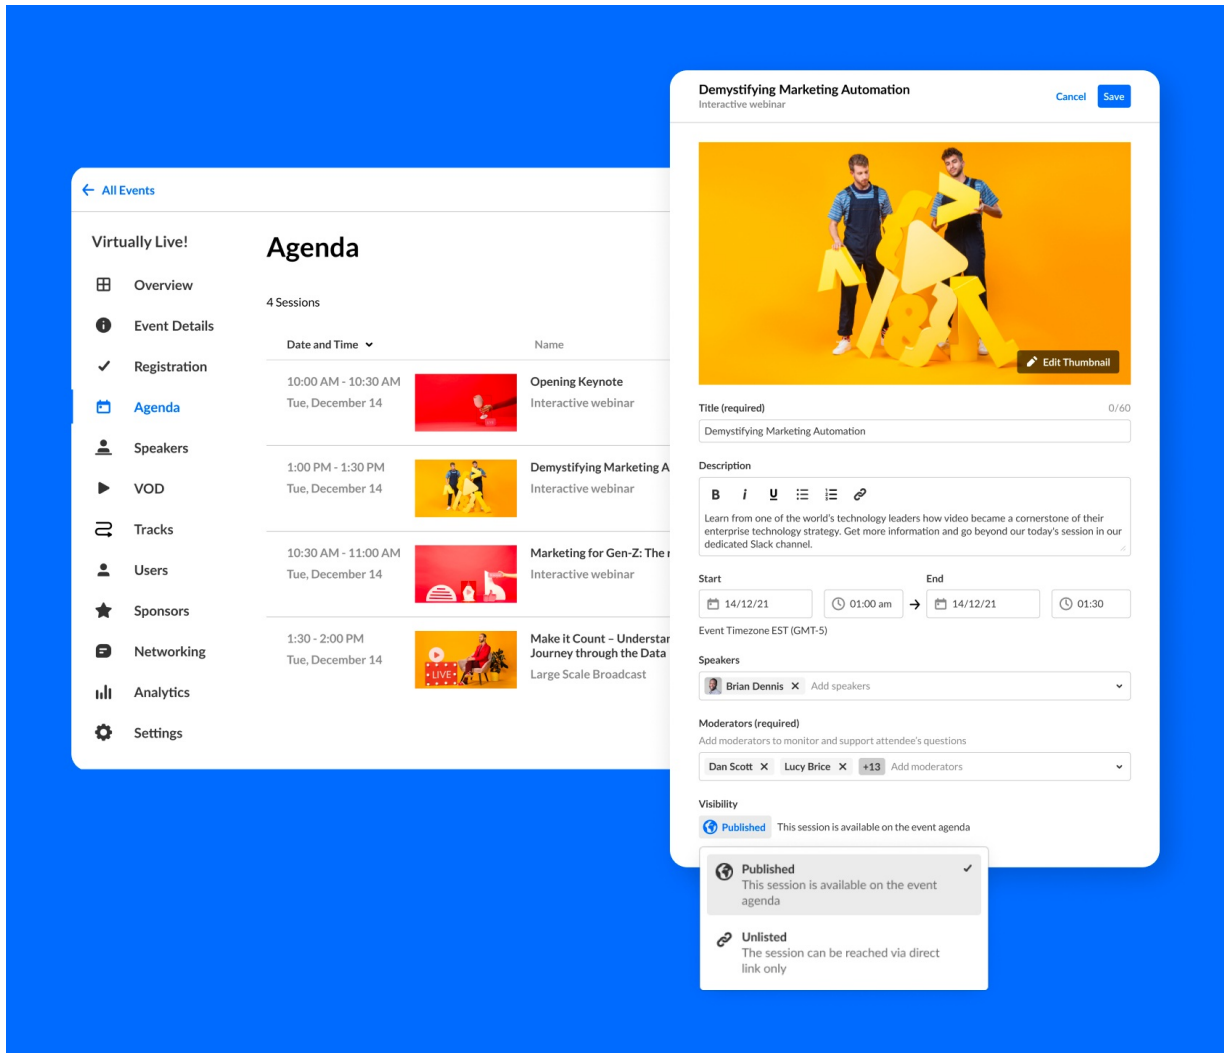 All Events
Virtually Live!
Overview
Event Details
Registration
Agenda
Speakers
VOD
Tracks
Users
Sponsors
Networking
Analytics
Settings
Agenda
4 Sessions
Date and Time
Name
10:00 AM - 10:30 AM
Tue, December 14
Opening Keynote
Interactive webinar
1:00 PM - 1:30 PM
Tue, December 14
Demystifying Marketing A
Interactive webinar
10:30 AM - 11:00 AM
Tue, December 14
Marketing for Gen-Z: The r
Interactive webinar
1:30 - 2:00 PM
Tue, December 14
LIVE
Make it Count – Understar
Journey through the Data
Large Scale Broadcast
Demystifying Marketing Automation
Interactive webinar
Cancel
Save
Edit Thumbnail
Title (required)
0/60
Demystifying Marketing Automation
Description
B i U
Learn from one of the world's technology leaders how video became a cornerstone of their
enterprise technology strategy. Get more information and go beyond our today's session in our
dedicated Slack channel.
Start
End
14/12/21
01:00 am
14/12/21
01:30
Event Timezone EST (GMT-5)
Speakers
Brian Dennis
Add speakers
Moderators (required)
Add moderators to monitor and support attendee's questions
Dan Scott
Lucy Brice
+13
Add moderators
Visibility
Published
This session is available on the event agenda
Published
This session is available on the event
agenda
Unlisted
The session can be reached via direct
link only